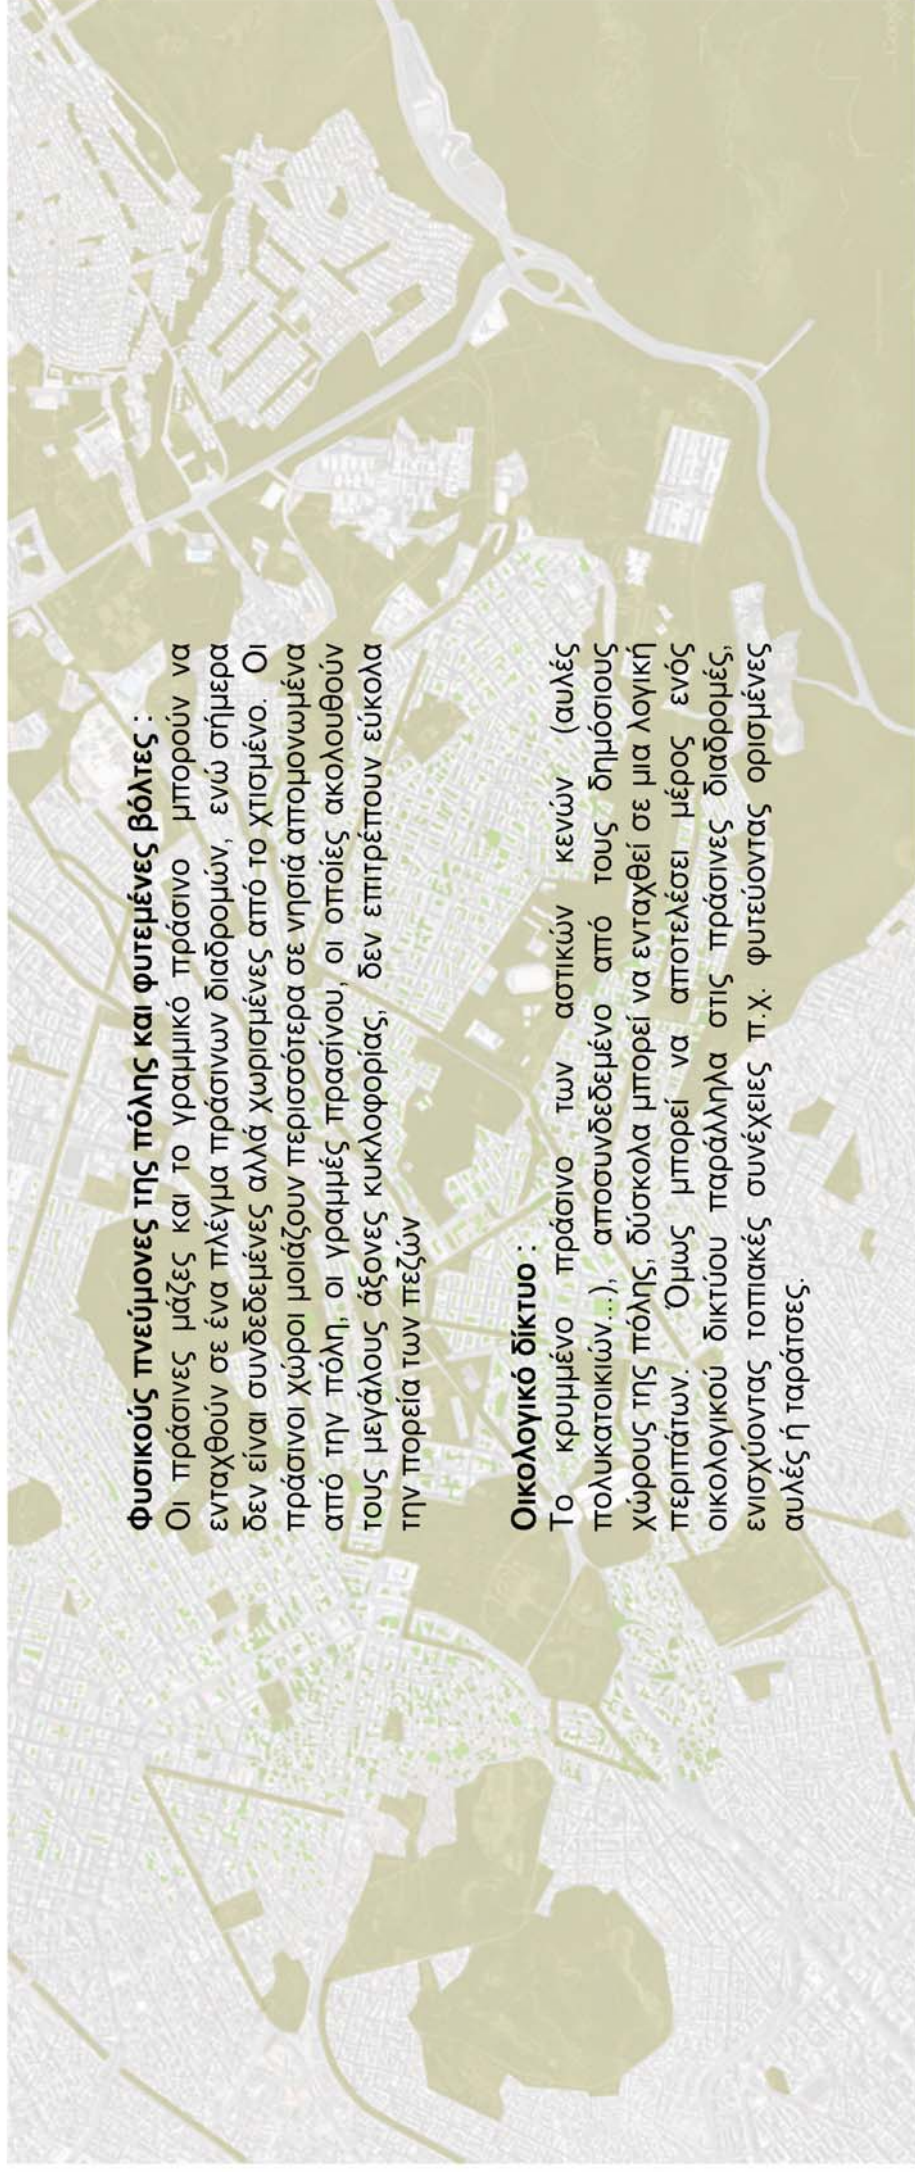 Φυσικούς πνεύμονες της πόλης και φυτεμένες βόλτες :
Οι πράσινες μάζες και το γραμμικό πράσινο μπορούν να
ενταχθούν σε ένα πλέγμα πράσινων διαδρομών, ενώ σήμερα
δεν είναι συνδεδεμένες αλλά χωρισμένες από το χτισμένο. Οι
πράσινοι χώροι μοιάζουν περισσότερα σε νησιά απομονωμένα
από την πόλη, οι γραμμές πρασίνου, οι οποίες ακολουθούν
τους μεγάλους άξονες κυκλοφορίας, δεν επιτρέπουν εύκολα
την πορεία των πεζών
Οικολογικό δίκτυο :
Το κρυμμένο πράσινο των αστικών κενών (αυλές
πολυκατοικιών...), αποσυνδεδεμένο από τους δημόσιους
χώρους της πόλης, δύσκολα μπορεί να ενταχθεί σε μια λογική
περιπάτων. Όμως μπορεί να αποτελέσει μέρος ενός
οικολογικού δικτύου παράλληλα στις πράσινες διαδρομές,
ενισχύοντας τοπιακές συνέχειες π.χ. φυτεύοντας ορισμένες
αυλές ή ταράτσες.
Google